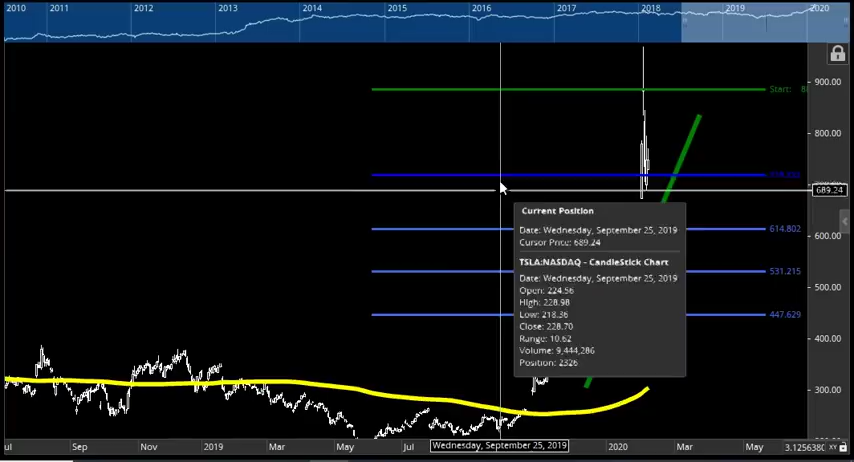 2010 2011 2012 2013 2014 2015 2016 2017 2018 2019 2020
900.00
Start:
800.00
689.24
Current Position
Date: Wednesday, September 25, 2019
Cursor Price: 689.24
TSLA:NASDAQ - CandleStick Chart
Date: Wednesday, September 25, 2019
Open: 224.56
High: 228.98
Low: 218.36
Close: 228.70
Range: 10.62
Volume: 9,444,286
Position: 2326
614.802
600.00
531.215
500.00
447.629
400.00
300.00
Sep Nov 2019 Mar May Jul Wednesday, September 25, 2019 2020 Mar May 3.1256380 XY